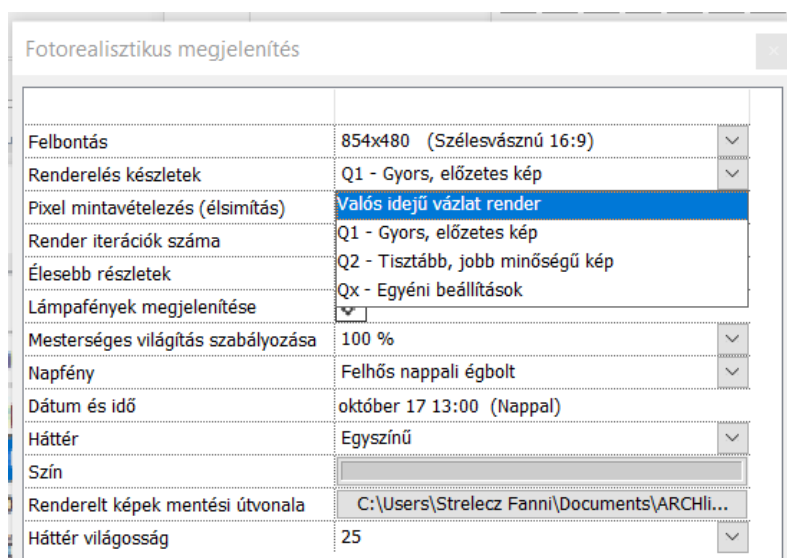 Fotorealisztikus megjelenítés
Felbontás 854x480 (Szélesvásznú 16:9)
Renderelés készletek Q1 - Gyors, előzetes kép
Pixel mintavételezés (élsimítás) Valós idejű vázlat render
Render iterációk száma Q1 - Gyors, előzetes kép
Q2 - Tisztább, jobb minőségű kép
Élesebb részletek
Qx - Egyéni beállítások
Lámpafények megjelenítése
Mesterséges világítás szabályozása 100 %
Napfény Felhős nappali égbolt
Dátum és idő október 17 13:00 (Nappal)
Háttér Egyszínű
Szín
Renderelt képek mentési útvonala C:\Users\Strelecz Fanni\Documents\ARCHli...
Háttér világosság 25